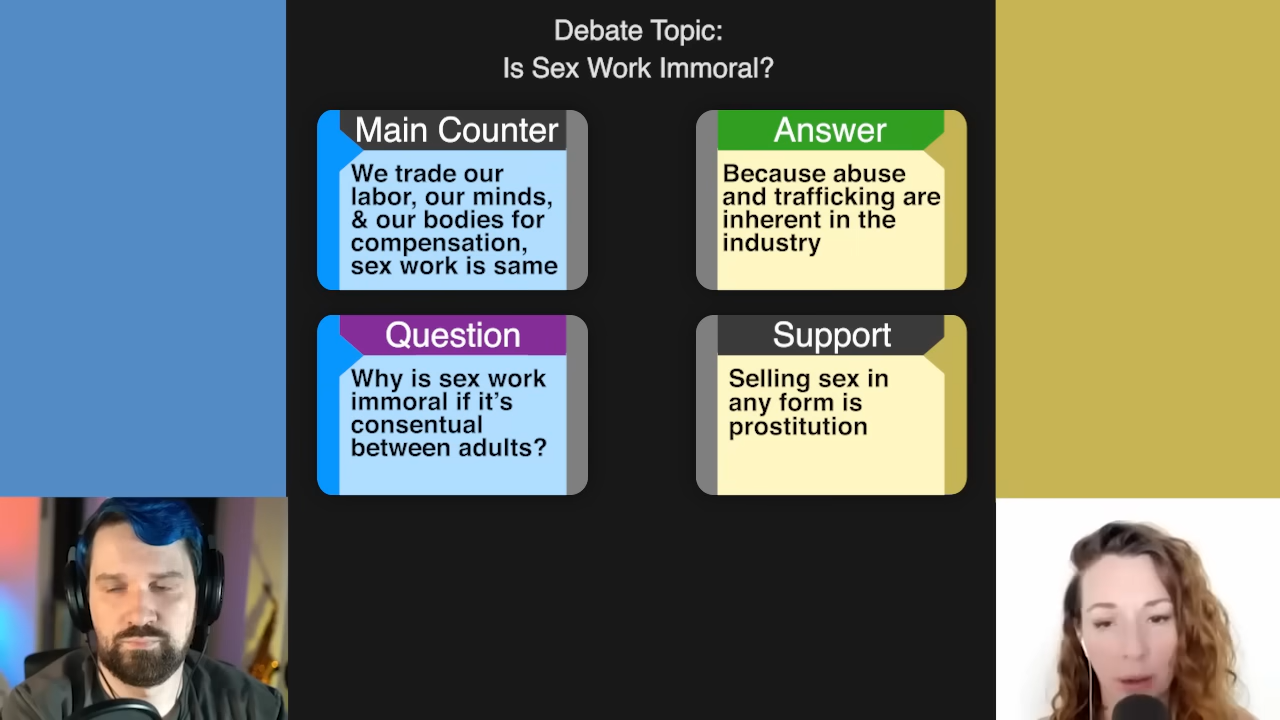 Debate Topic:
Is Sex Work Immoral?
Main Counter
We trade our
labor, our minds,
& our bodies for
compensation,
sex work is same
Answer
Because abuse
and trafficking are
inherent in the
industry
Question
Why is sex work
immoral if it's
consentual
between adults?
Support
Selling sex in
any form is
prostitution